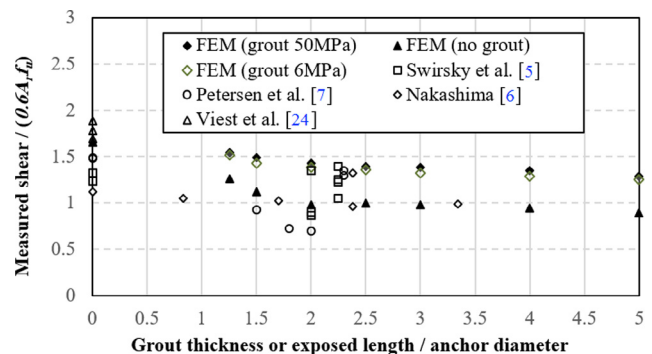 3
2.5
2
1.5
1
0.5
0
Measured shear / (0.6Aᵣfᵤ)
FEM (grout 50MPa)
FEM (no grout)
FEM (grout 6MPa)
Swirsky et al. [5]
Petersen et al. [7]
Nakashima [6]
Viest et al. [24]
0 0.5 1 1.5 2 2.5 3 3.5 4 4.5 5
Grout thickness or exposed length / anchor diameter